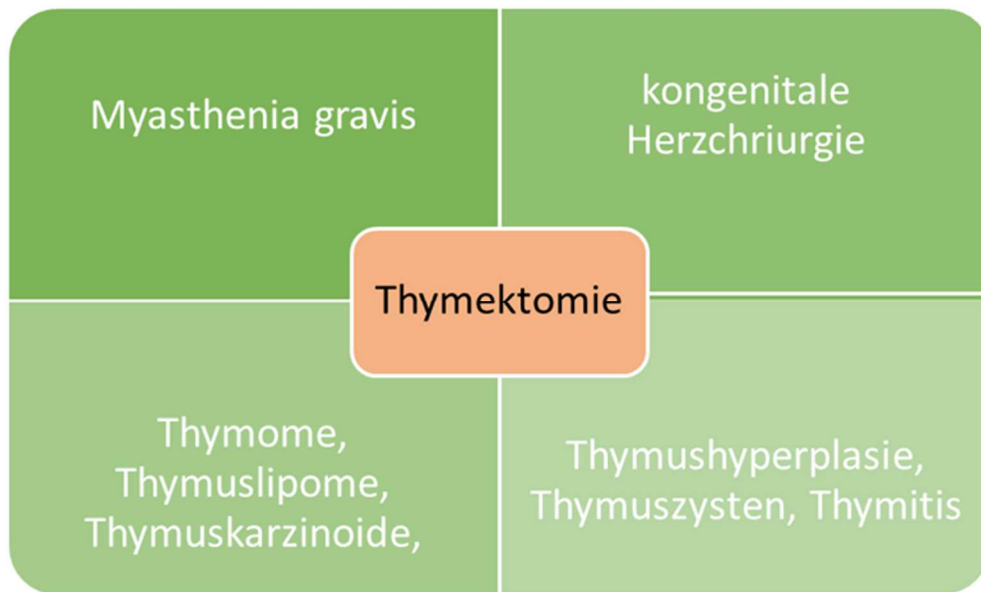 Myasthenia gravis
kongenitale
Herzchriurgie
Thymektomie
Thymome,
Thymuslipome,
Thymuskarzinoide,
Thymushyperplasie,
Thymuszysten, Thymitis